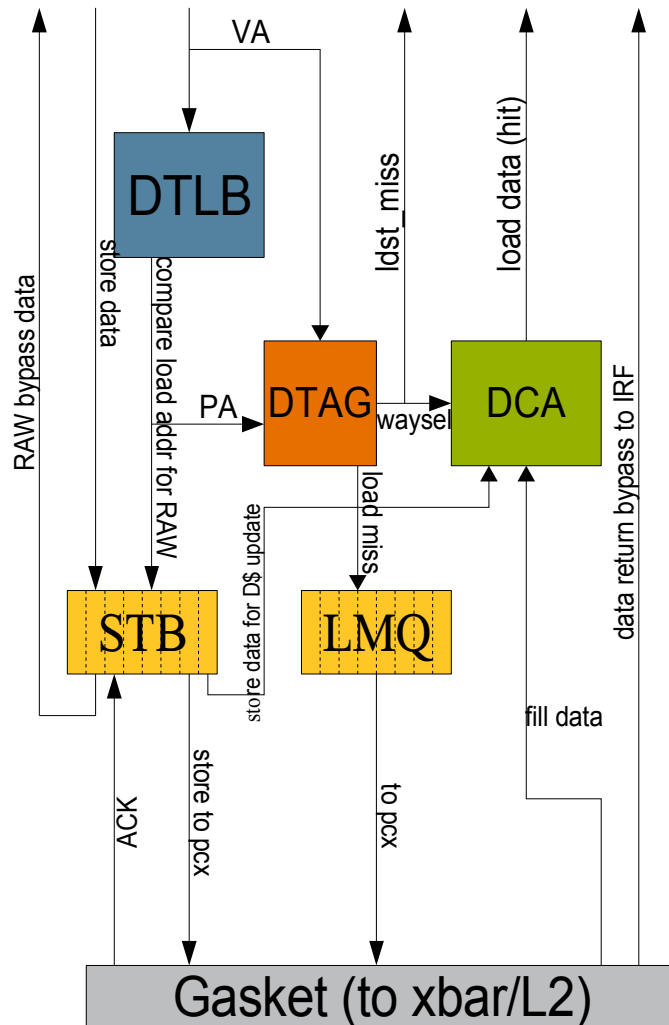 VA
DTLB
RAW bypass data
store data
compare load addr for RAW
ldst_miss
load data (hit)
data return bypass to IRF
PA
DTAG
waysel
DCA
load miss
store data for D$ update
STB
LMQ
fill data
ACK
store to pcx
to pcx
Gasket (to xbar/L2)